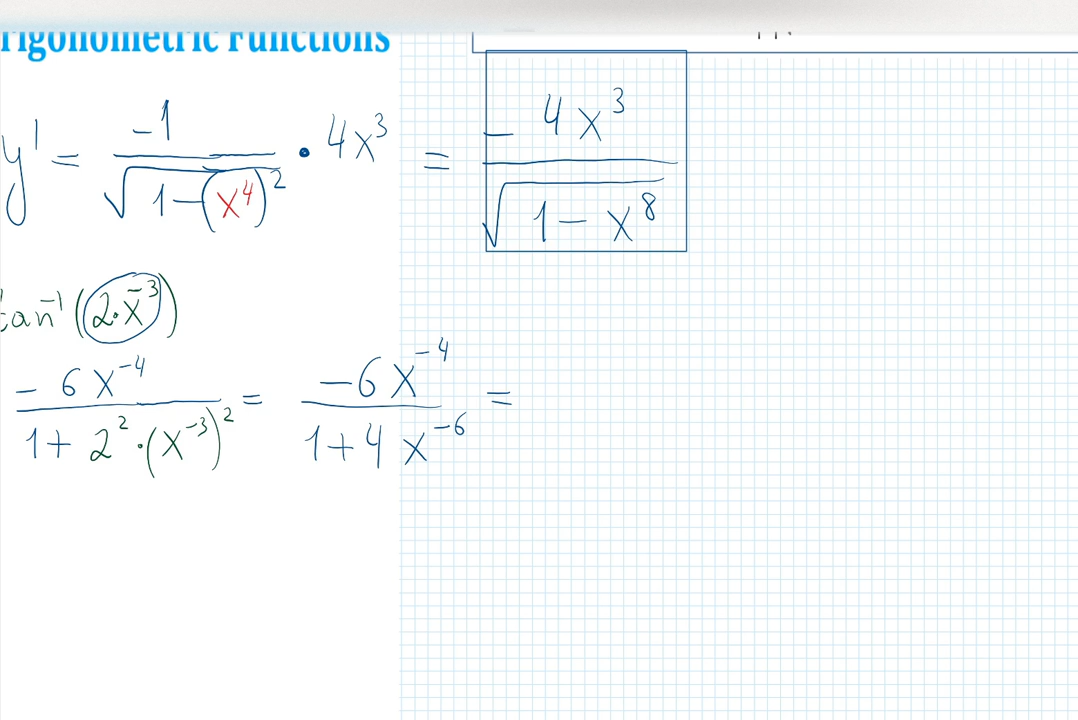 rigonometric Functions
y' = -1 / √(1-(x⁴)²) • 4x³ = - 4x³ / √(1-x⁸)
tan⁻¹(2·x⁻³)
- 6x⁻⁴ / (1+2²·(x⁻³)²) = -6x⁻⁴ / (1+4x⁻⁶) =